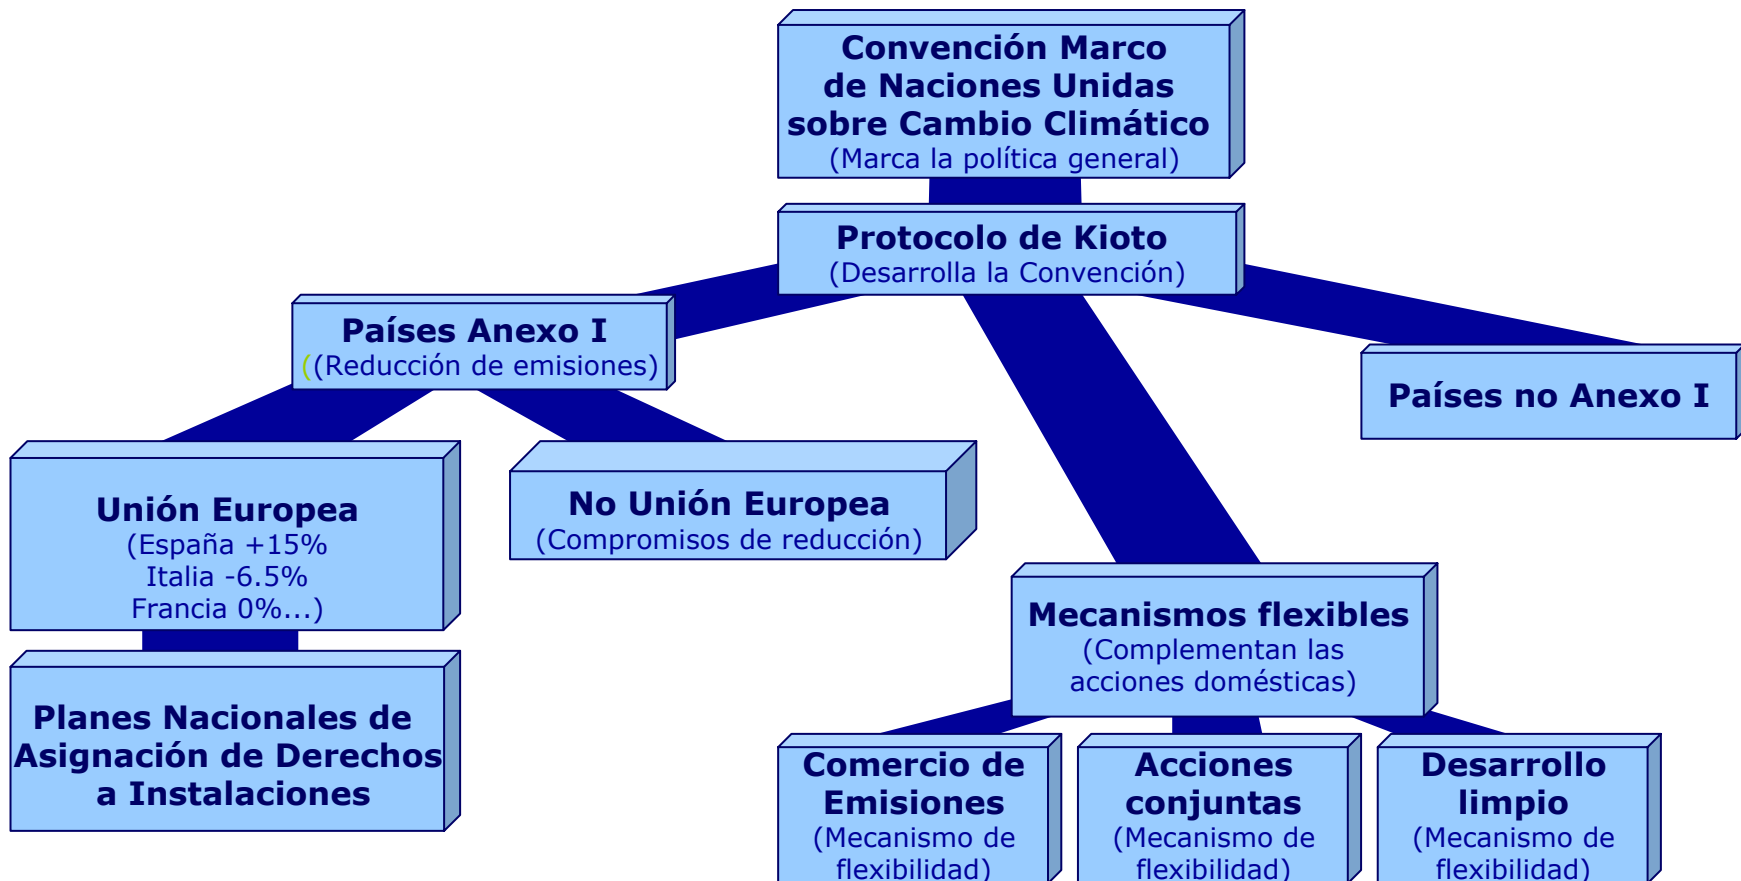 Convención Marco
de Naciones Unidas
sobre Cambio Climático
(Marca la política general)
Protocolo de Kioto
(Desarrolla la Convención)
Países Anexo I
((Reducción de emisiones)
Países no Anexo I
Unión Europea
(España +15%
Italia -6.5%
Francia 0%...)
No Unión Europea
(Compromisos de reducción)
Mecanismos flexibles
(Complementan las
acciones domésticas)
Planes Nacionales de
Asignación de Derechos
a Instalaciones
Comercio de
Emisiones
(Mecanismo de
flexibilidad)
Acciones
conjuntas
(Mecanismo de
flexibilidad)
Desarrollo
limpio
(Mecanismo de
flexibilidad)